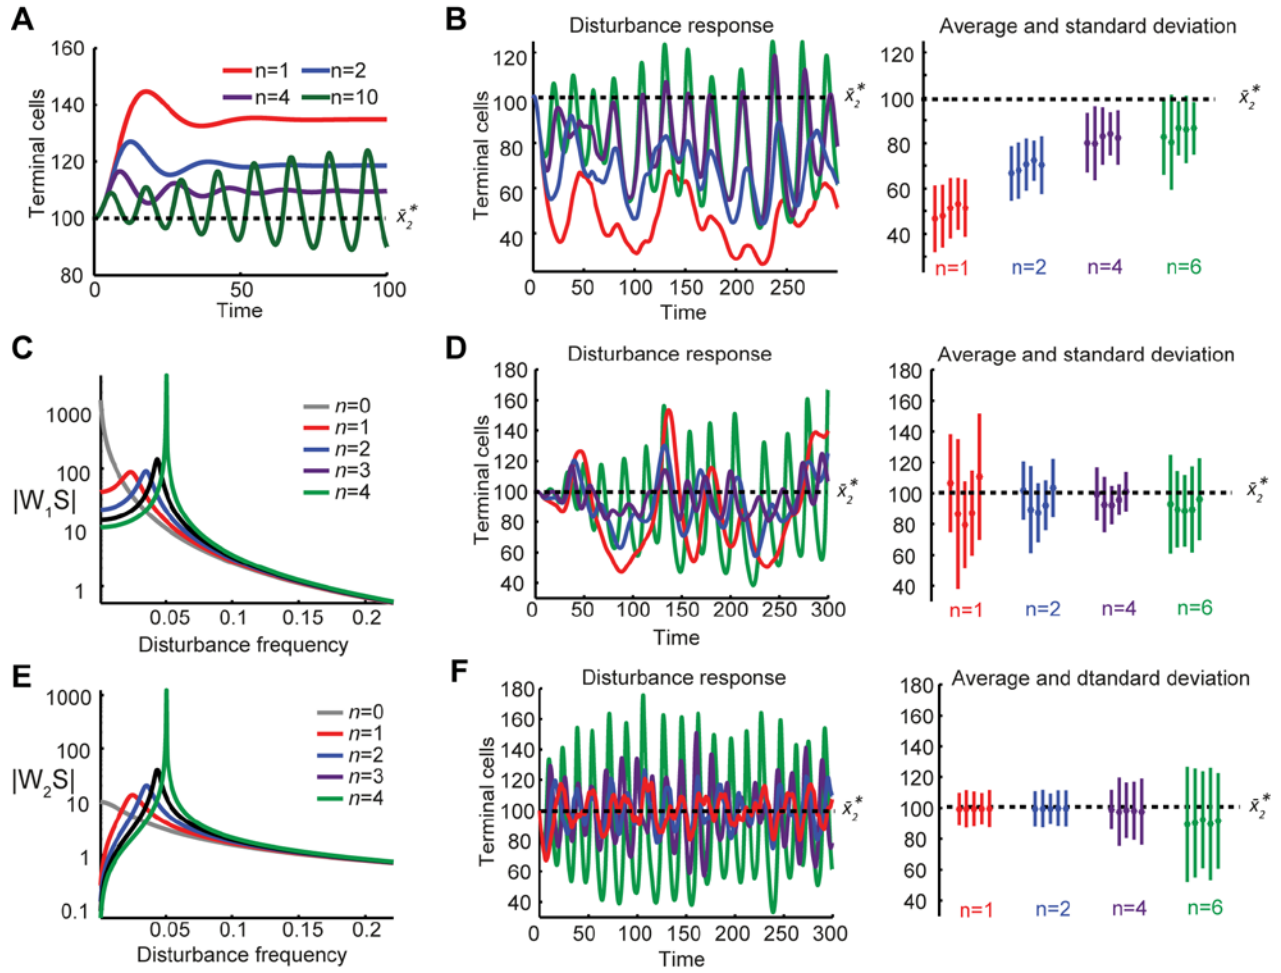 A
160
140
120
100
80
Terminal cells
n=1
n=2
n=4
n=10
x̄₂*
0
50
100
Time
B
Disturbance response
120
100
80
60
40
Terminal cells
x̄₂*
0
50
100
150
200
250
Time
Average and standard deviation
120
100
80
60
40
x̄₂*
n=1
n=2
n=4
n=6
C
1000
100
10
1
|W₁S|
n=0
n=1
n=2
n=3
n=4
0.05
0.1
0.15
0.2
Disturbance frequency
D
Disturbance response
180
160
140
120
100
80
60
40
Terminal cells
x̄₂*
0
50
100
150
200
250
300
Time
Average and standard deviation
180
160
140
120
100
80
60
40
x̄₂*
n=1
n=2
n=4
n=6
E
1000
100
10
1
0.1
|W₂S|
n=0
n=1
n=2
n=3
n=4
0.05
0.1
0.15
0.2
Disturbance frequency
F
Disturbance response
180
160
140
120
100
80
60
40
Terminal cells
x̄₂*
0
50
100
150
200
250
300
Time
Average and dtandard deviation
180
160
140
120
100
80
60
40
x̄₂*
n=1
n=2
n=4
n=6